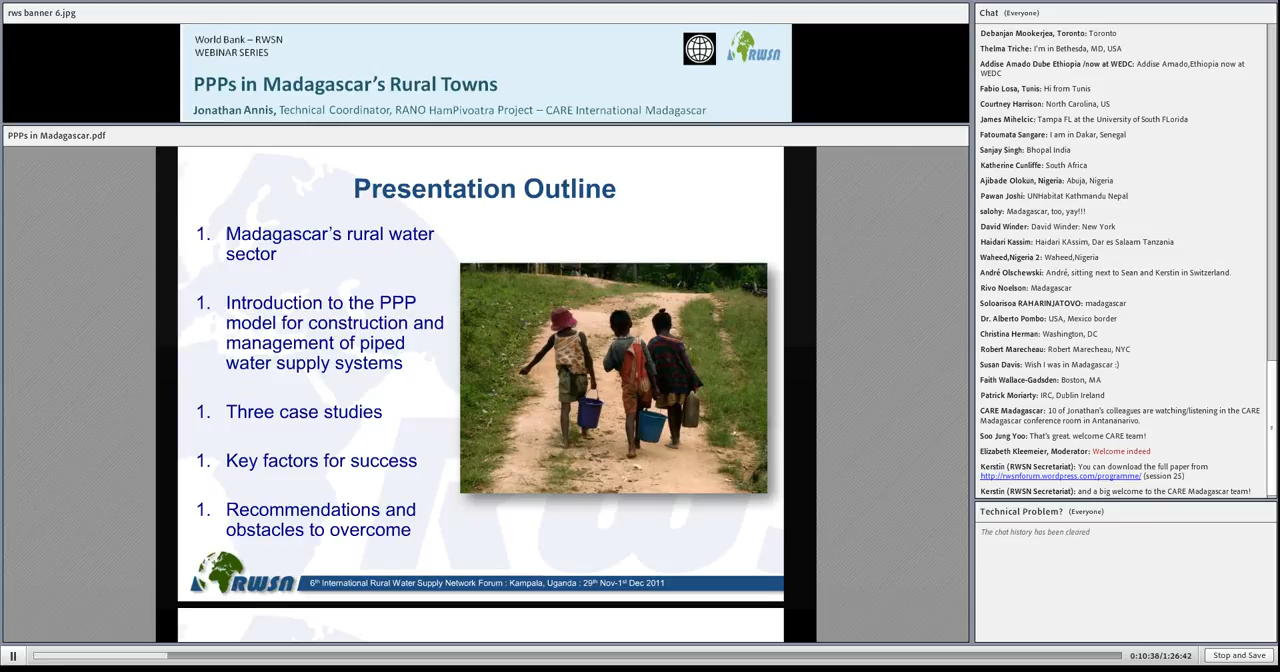 rws banner 6.jpg
World Bank – RWSN
WEBINAR SERIES
RWSN
PPPs in Madagascar's Rural Towns
Jonathan Annis, Technical Coordinator, RANO HamPivoatra Project – CARE International Madagascar
PPPs in Madagascar.pdf
Presentation Outline
1. Madagascar's rural water
sector
1. Introduction to the PPP
model for construction and
management of piped
water supply systems
1. Three case studies
1. Key factors for success
1. Recommendations and
obstacles to overcome
RWSN
6th International Rural Water Supply Network Forum : Kampala, Uganda : 29th Nov-1st Dec 2011
Chat (Everyone)
Debanjan Mookerjea, Toronto: Toronto
Thelma Triche: I'm in Bethesda, MD, USA
Addise Amado Dube Ethiopia /now at WEDC: Addise Amado,Ethiopia now at
WEDC
Fabio Losa, Tunis: Hi from Tunis
Courtney Harrison: North Carolina, US
James Mihelcic: Tampa FL at the University of South FLorida
Fatoumata Sangare: I am in Dakar, Senegal
Sanjay Singh: Bhopal India
Katherine Cunliffe: South Africa
Ajibade Olokun, Nigeria: Abuja, Nigeria
Pawan Joshi: UNHabitat Kathmandu Nepal
salohy: Madagascar, too, yay!!!
David Winder: David Winder: New York
Haidari Kassim: Haidari KAssim, Dar es Salaam Tanzania
Waheed,Nigeria 2: Waheed,Nigeria
André Olschewski: André, sitting next to Sean and Kerstin in Switzerland.
Rivo Noelson: Madagascar
Soloarisoa RAHARINJATOVO: madagascar
Dr. Alberto Pombo: USA, Mexico border
Christina Herman: Washington, DC
Robert Marecheau: Robert Marecheau, NYC
Susan Davis: Wish I was in Madagascar :)
Faith Wallace-Gadsden: Boston, MA
Patrick Moriarty: IRC, Dublin Ireland
CARE Madagascar: 10 of Jonathan's colleagues are watching/listening in the CARE
Madagascar conference room in Antananarivo.
Soo Jung Yoo: That's great. welcome CARE team!
Elizabeth Kleemeier, Moderator: Welcome indeed
Kerstin (RWSN Secretariat): You can download the full paper from
http://rwsnforum.wordpress.com/programme/ (session 25)
Kerstin (RWSN Secretariat): and a big welcome to the CARE Madagascar team!
Technical Problem? (Everyone)
The chat history has been cleared
0:10:38/1:26:42
Stop and Save